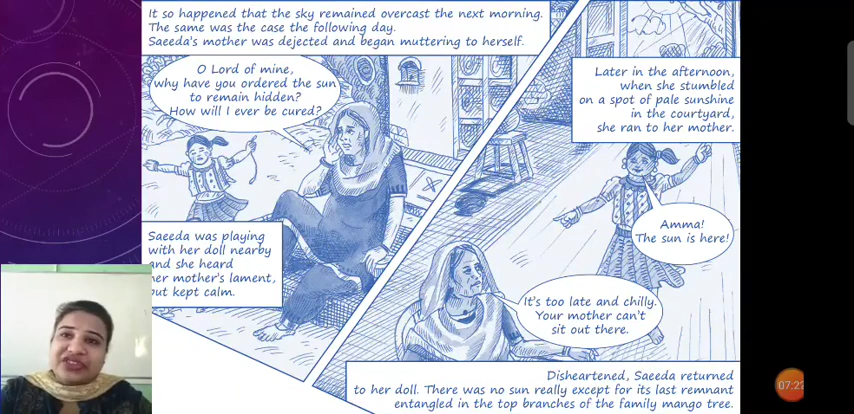 It so happened that the sky remained overcast the next morning.
The same was the case the following day.
Saeeda's mother was dejected and began muttering to herself.
O Lord of mine,
why have you ordered the sun
to remain hidden?
How will I ever be cured?
Saeeda was playing
with her doll nearby
and she heard
her mother's lament,
but kept calm.
Later in the afternoon,
when she stumbled
on a spot of pale sunshine
in the courtyard,
she ran to her mother.
Amma!
The sun is here!
It's too late and chilly.
Your mother can't
sit out there.
Disheartened, Saeeda returned
to her doll. There was no sun really except for its last remnant
entangled in the top branches of the family mango tree.